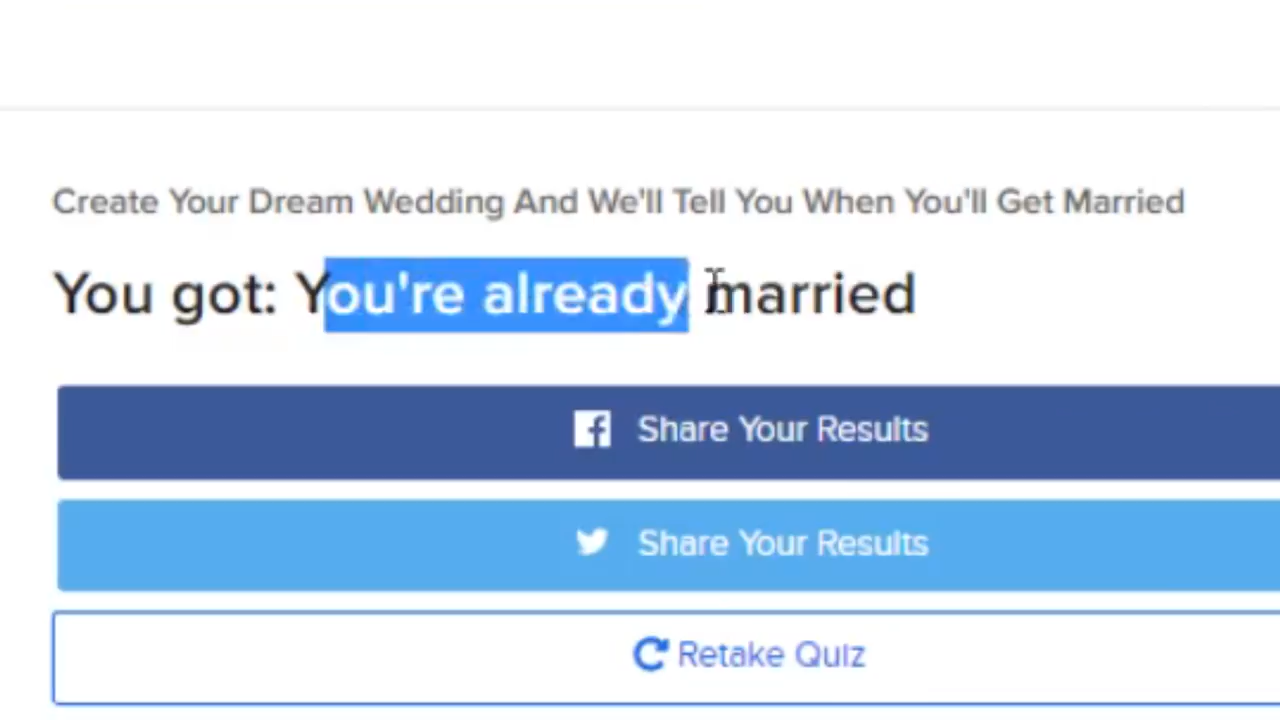 Create Your Dream Wedding And We'll Tell You When You'll Get Married
You got: You're already married
Share Your Results
Share Your Results
Retake Quiz